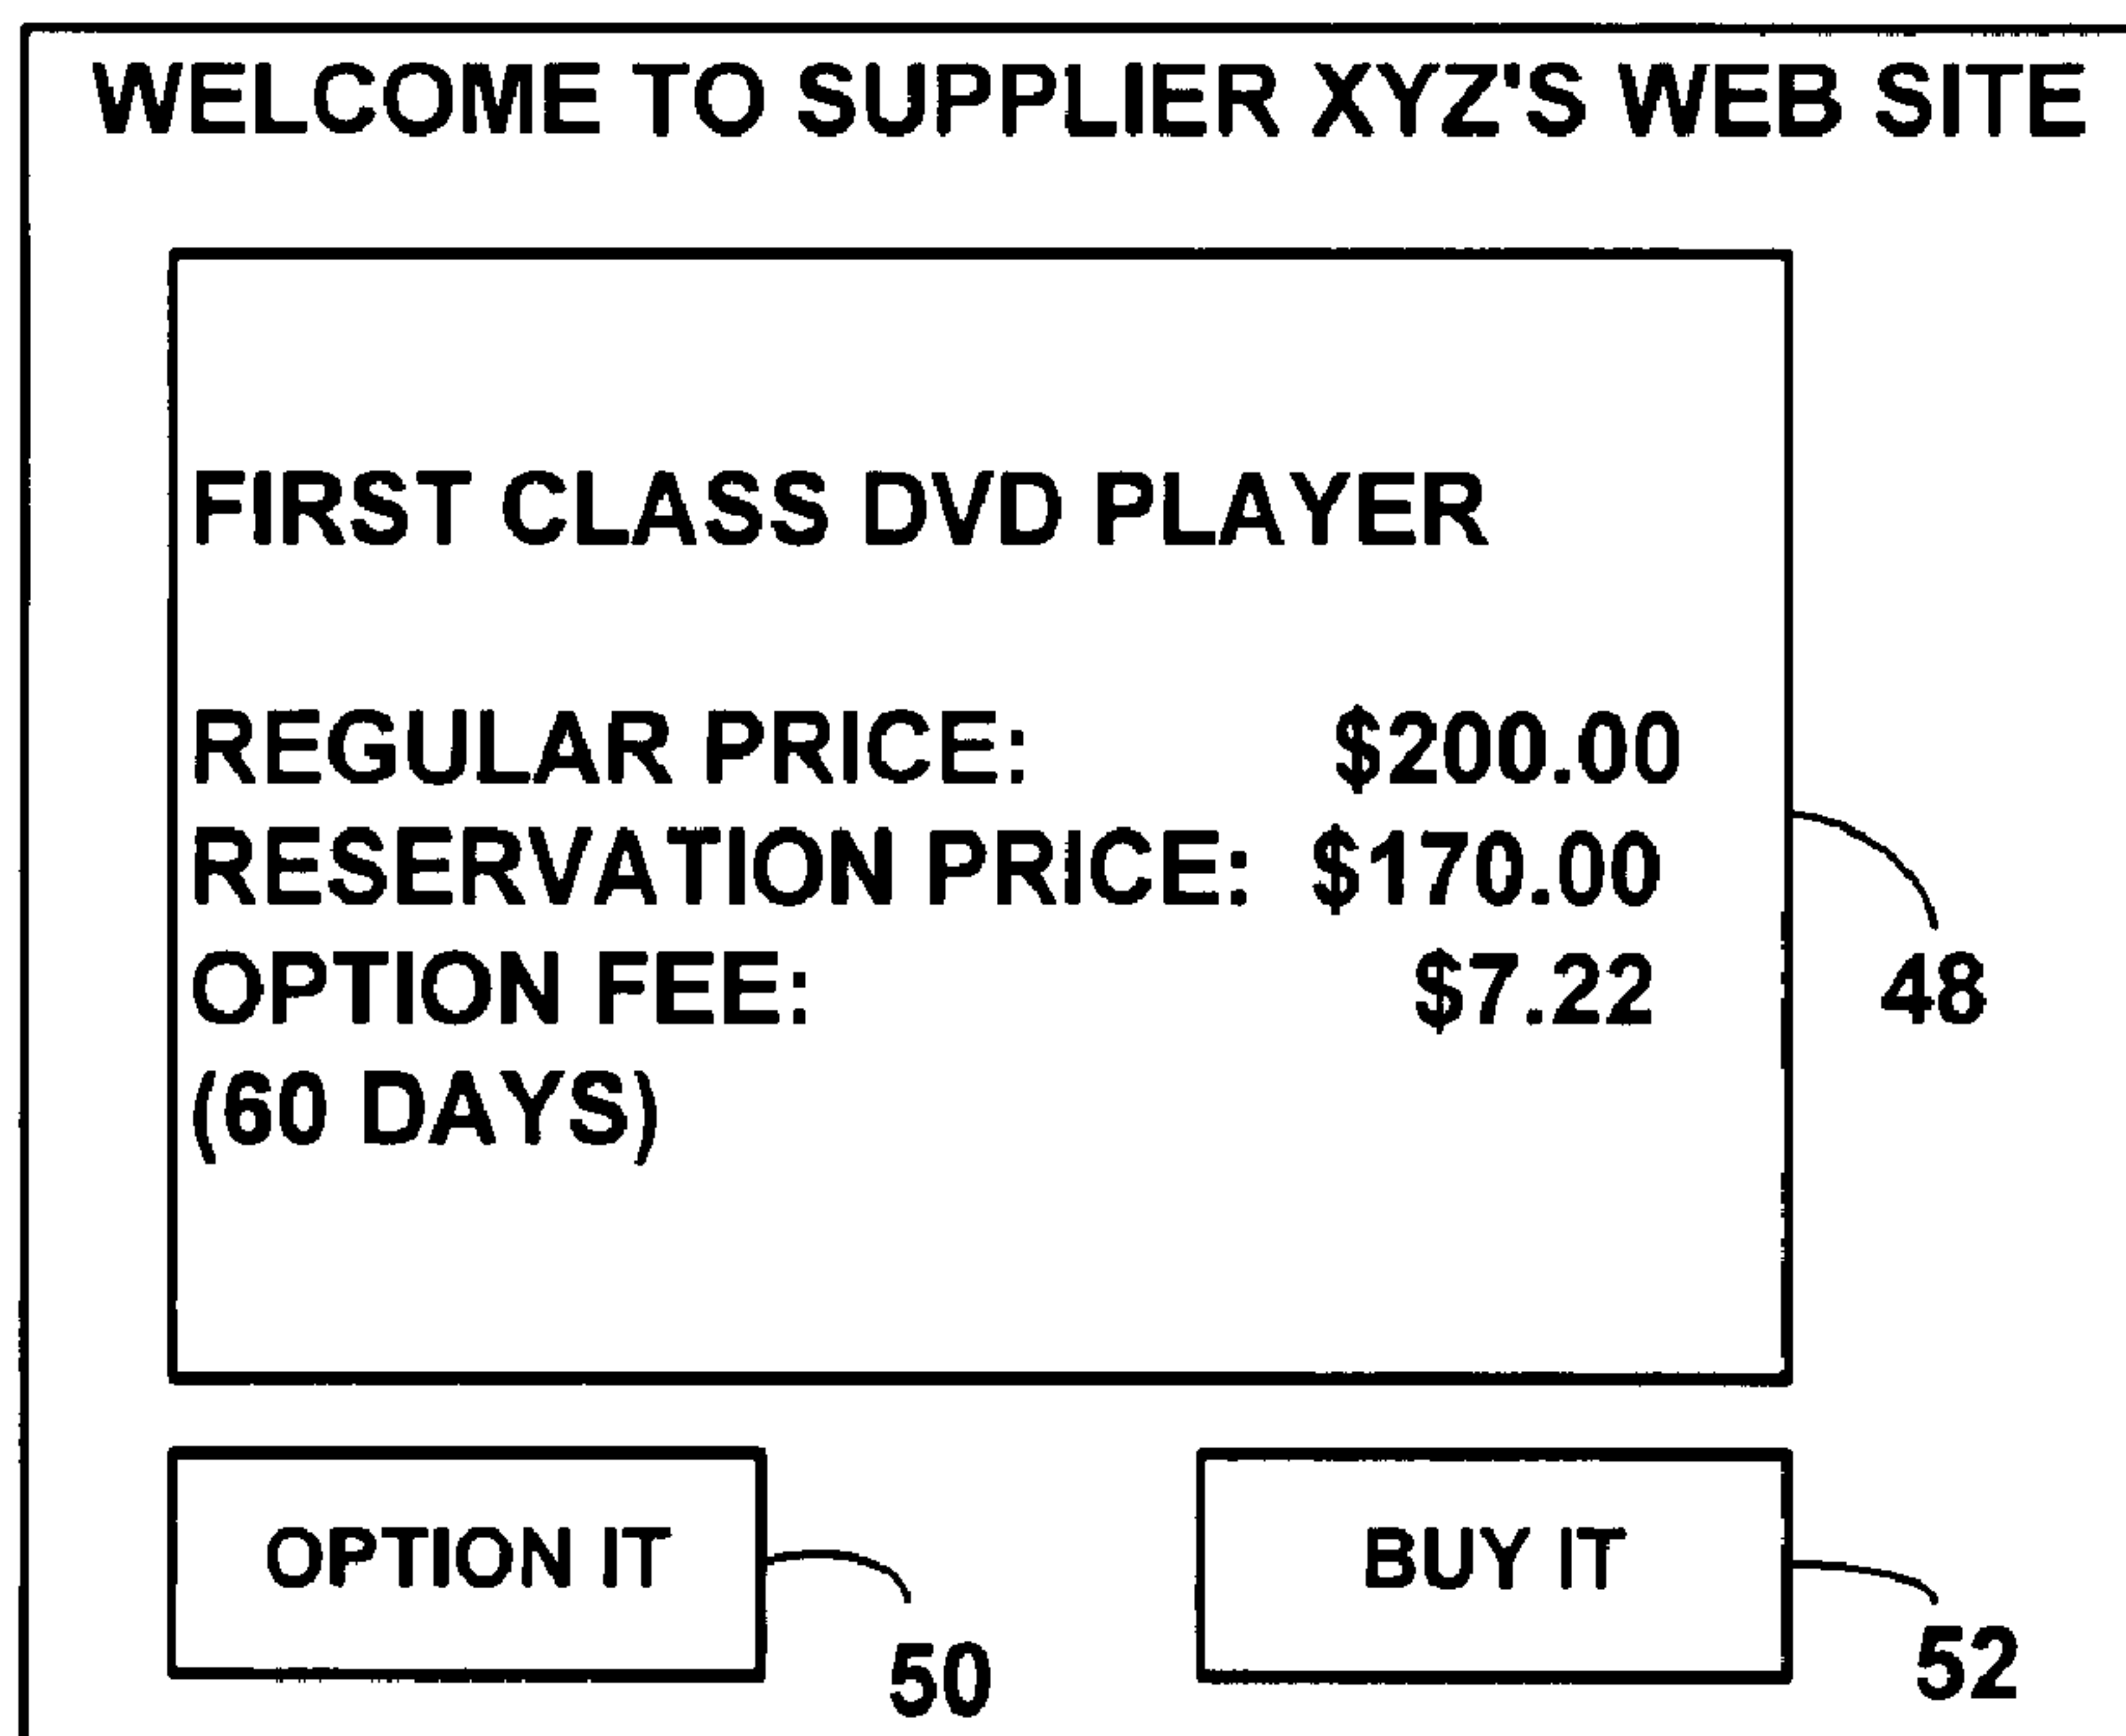 WELCOME TO SUPPLIER XYZ'S WEB SITE
FIRST CLASS DVD PLAYER
REGULAR PRICE: $200.00
RESERVATION PRICE: $170.00
OPTION FEE: $7.22
48
(60 DAYS)
OPTION IT
BUY IT
50
52